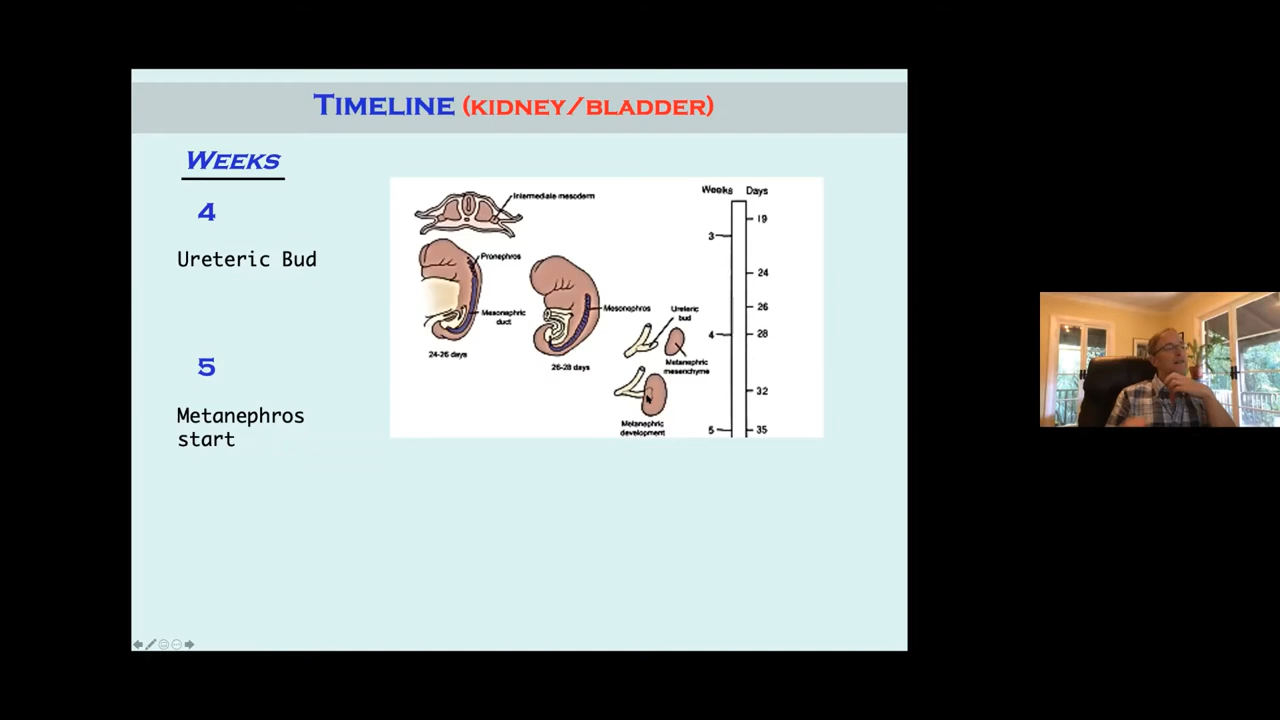 TIMELINE (KIDNEY/BLADDER)
WEEKS
4
Ureteric Bud
5
Metanephros
start
Intermediate mesoderm
Pronephros
Mesonephric
duct
24-26 days
Mesonephros
26-28 days
Ureteric
bud
Metanephric
mesenchyme
Metanephric
development
Weeks Days
19
3
24
26
4 28
32
5 35